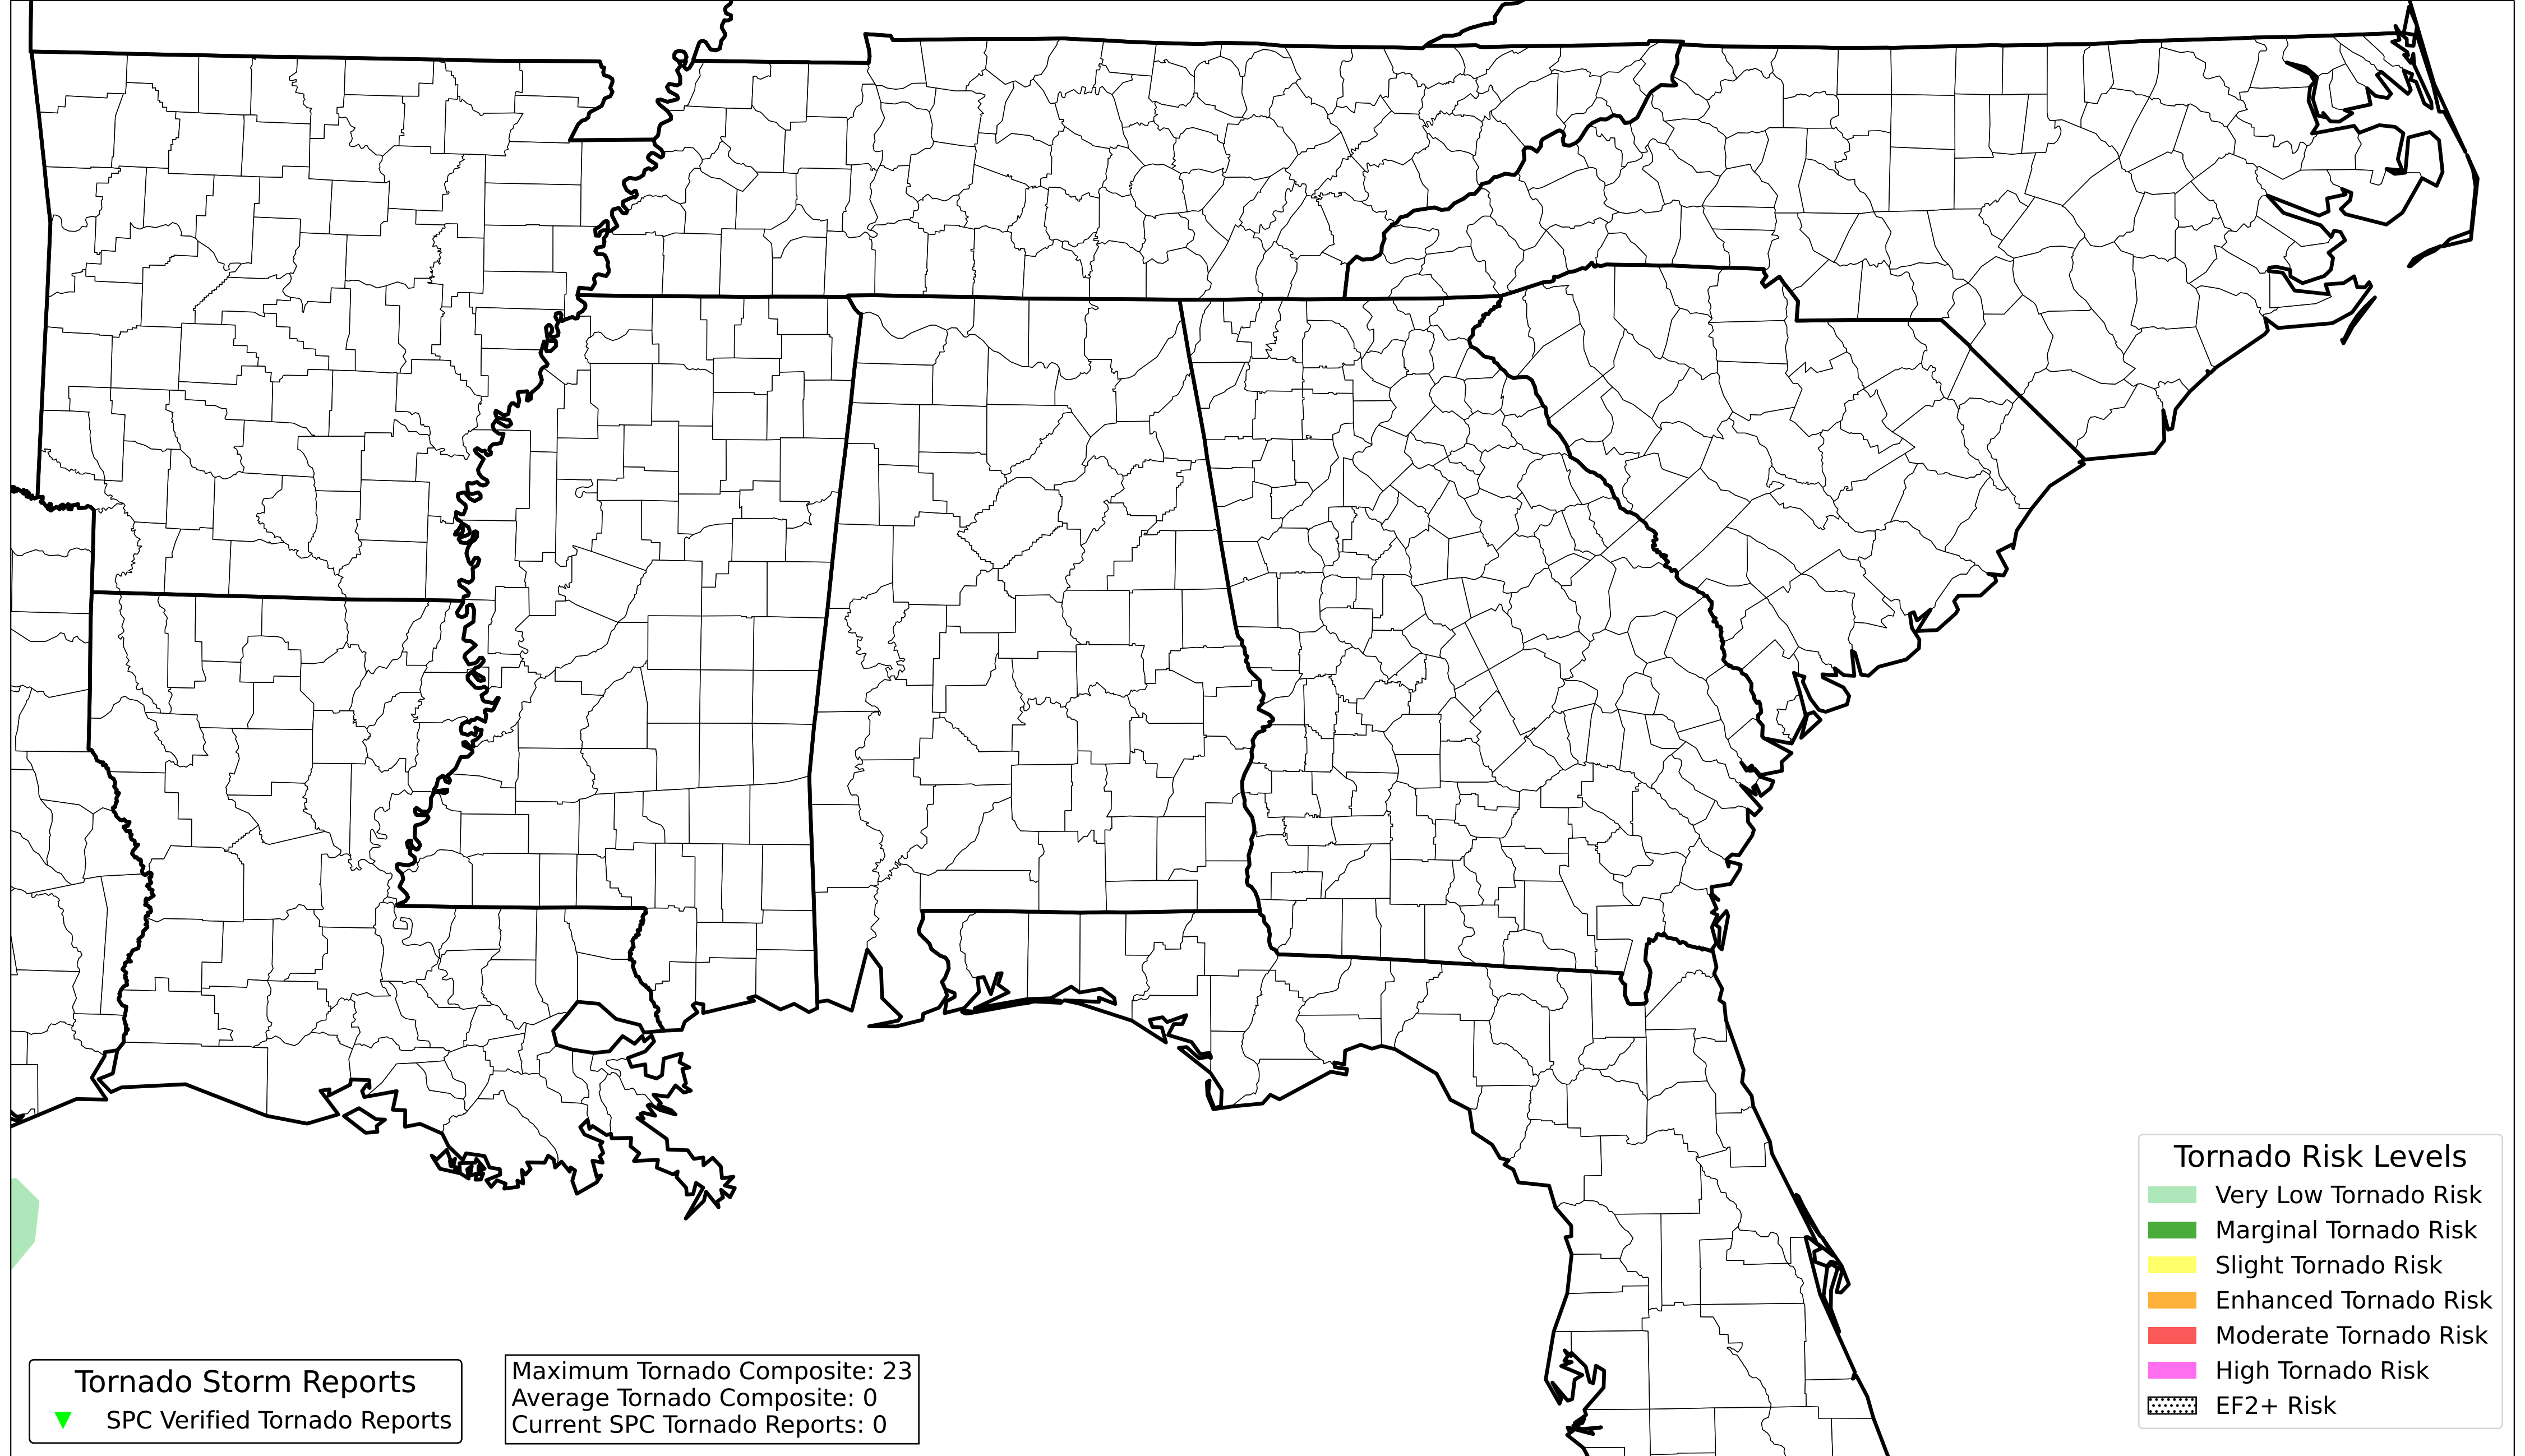 Tornado Risk Levels
Very Low Tornado Risk
Marginal Tornado Risk
Slight Tornado Risk
Enhanced Tornado Risk
Moderate Tornado Risk
High Tornado Risk
EF2+ Risk
Tornado Storm Reports
SPC Verified Tornado Reports
Maximum Tornado Composite: 23
Average Tornado Composite: 0
Current SPC Tornado Reports: 0